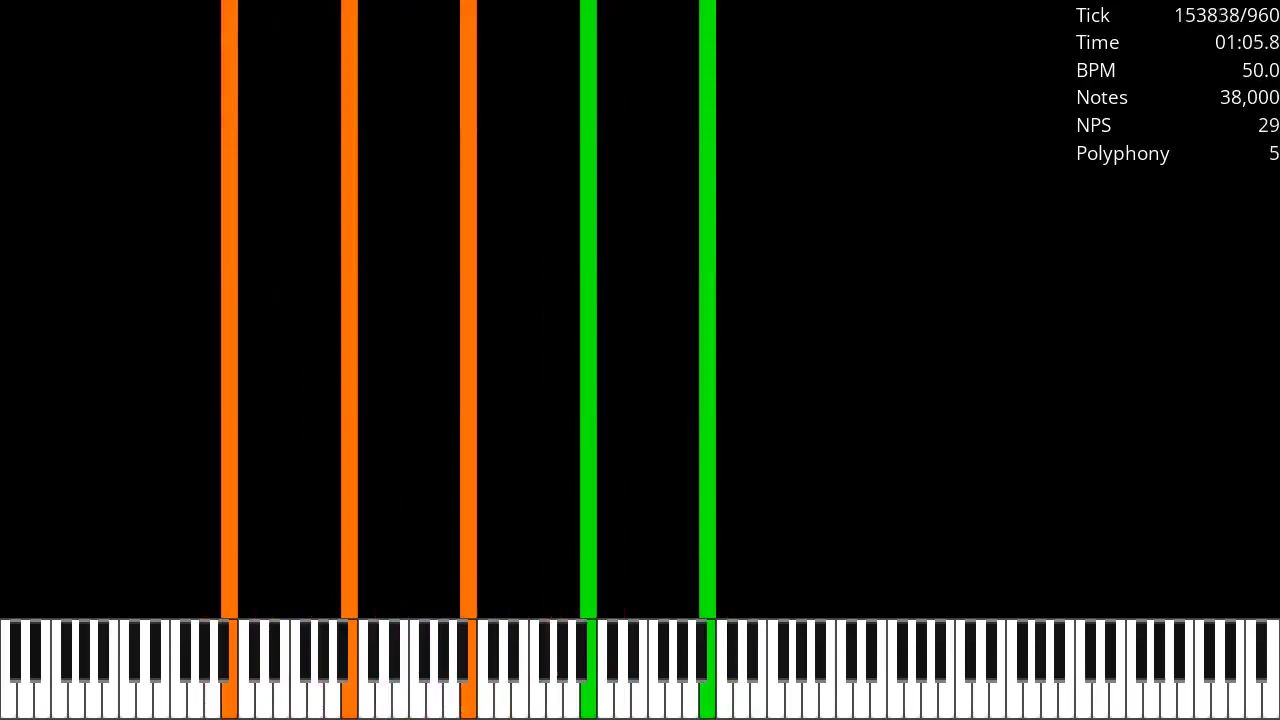 Tick 153838/960
Time 01:05.8
BPM 50.0
Notes 38,000
NPS 29
Polyphony 5